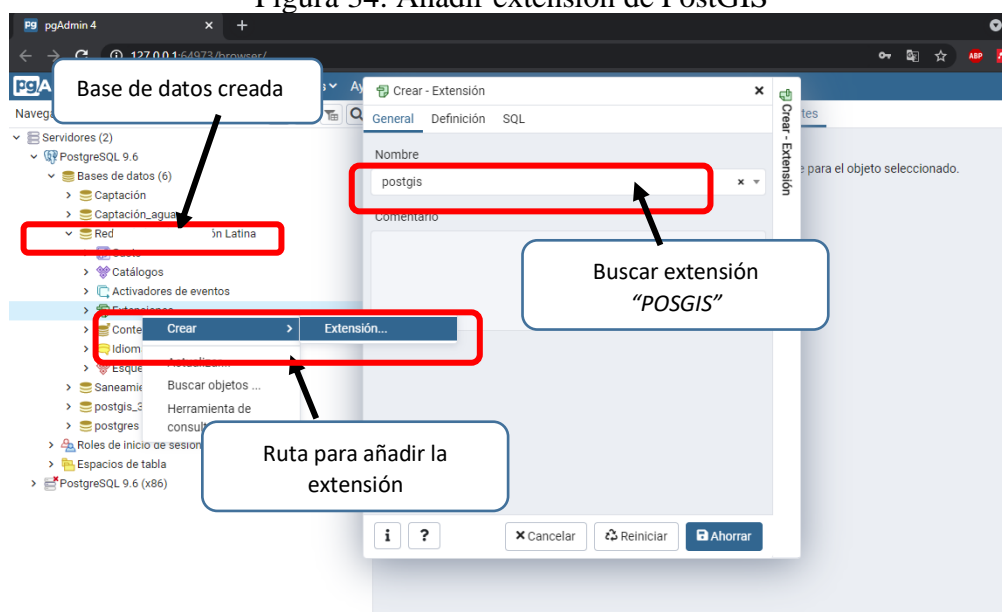 Figura 34: Añadir extensión de PostGIS
pgAdmin 4
127.0.0.1:64973/browser/
ABP
Base de datos creada
Crear - Extensión
General Definición SQL
Crear - Extensión
Servidores (2)
PostgreSQL 9.6
Bases de datos (6)
Captación
Captación_agua
Red ón Latina
Catálogos
Activadores de eventos
Extensiones
Idiom
Esque
Saneamie
postgis_3
postgres
Roles de inicio de sesión
Espacios de tabla
PostgreSQL 9.6 (x86)
Crear
Extensión...
Actualizar...
Buscar objetos ...
Herramienta de
consult
Nombre
postgis
Comentario
para el objeto seleccionado.
Buscar extensión
“POSGIS”
Ruta para añadir la
extensión
i ? Cancelar Reiniciar Ahorrar